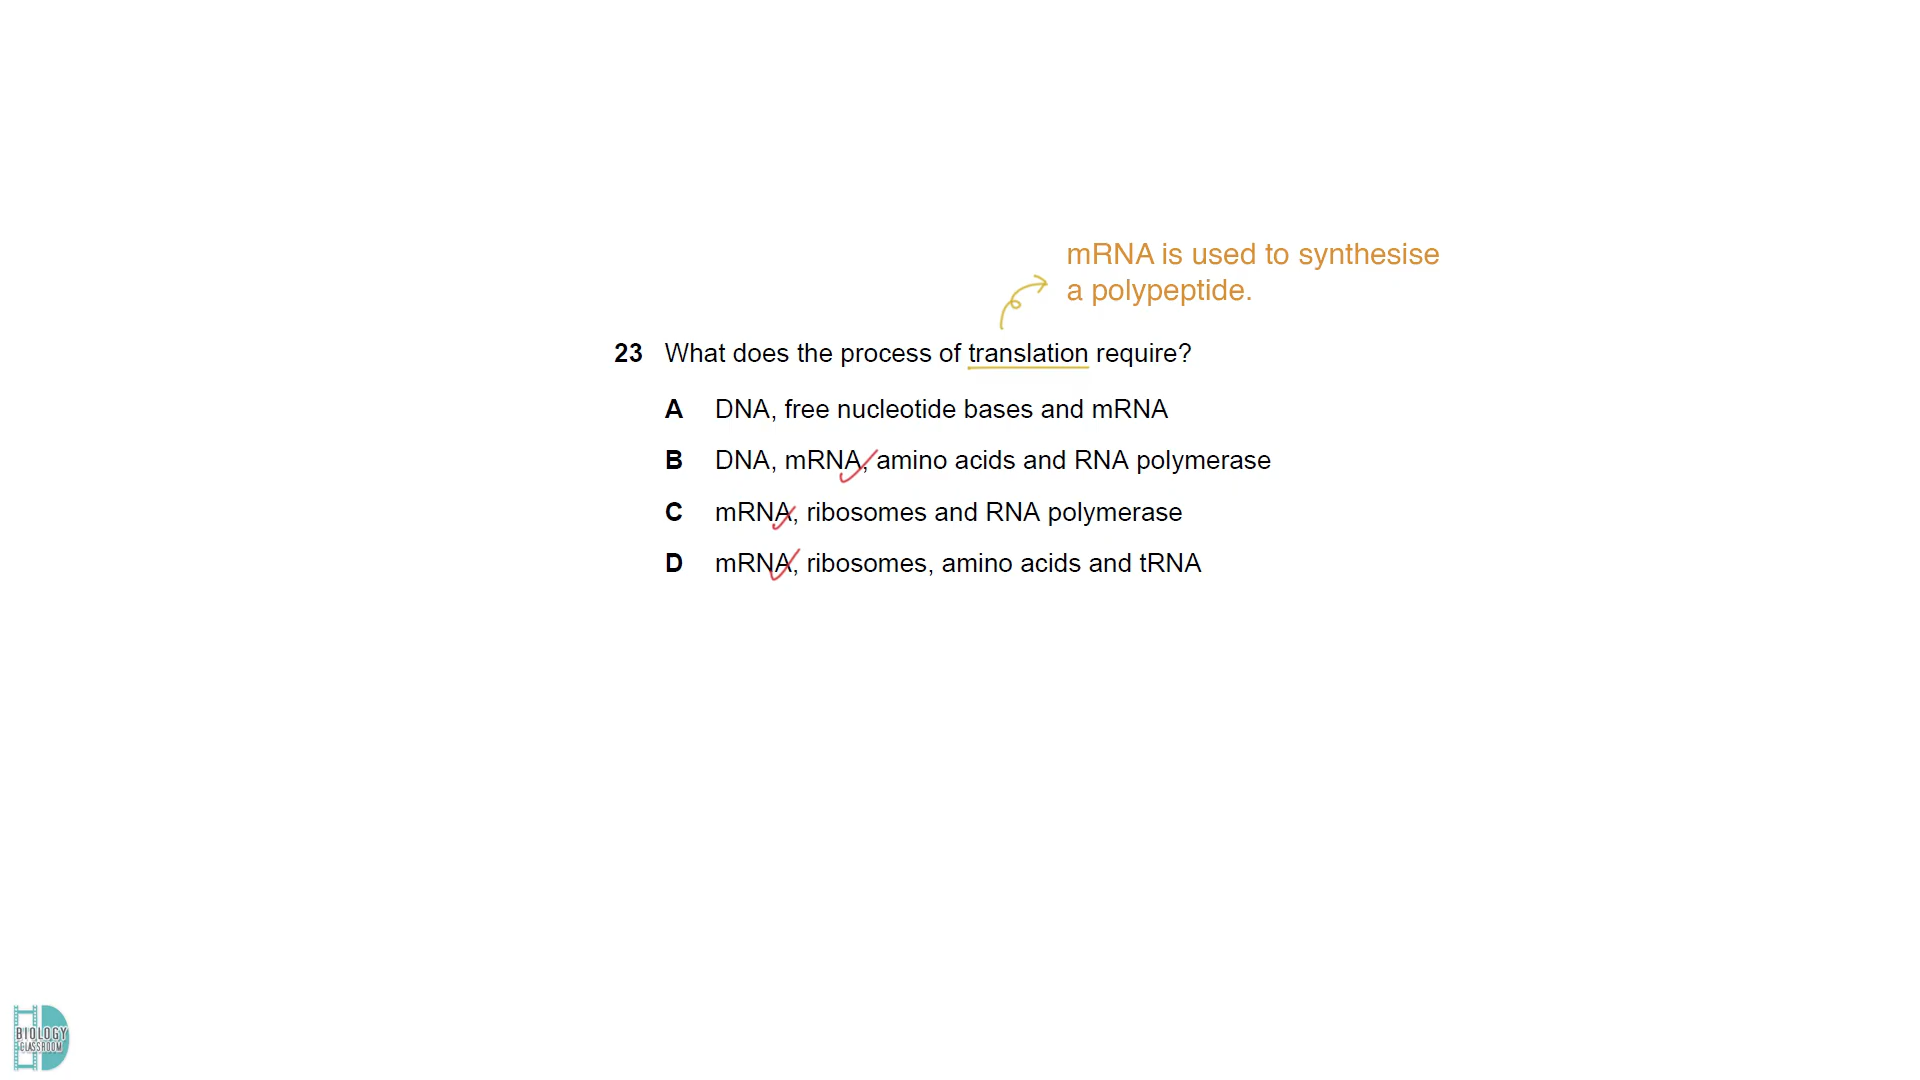 mRNA is used to synthesise
a polypeptide.
23 What does the process of translation require?
A DNA, free nucleotide bases and mRNA
B DNA, mRNA, amino acids and RNA polymerase
C mRNA, ribosomes and RNA polymerase
D mRNA, ribosomes, amino acids and tRNA
BIOLOGY
CLASSROOM